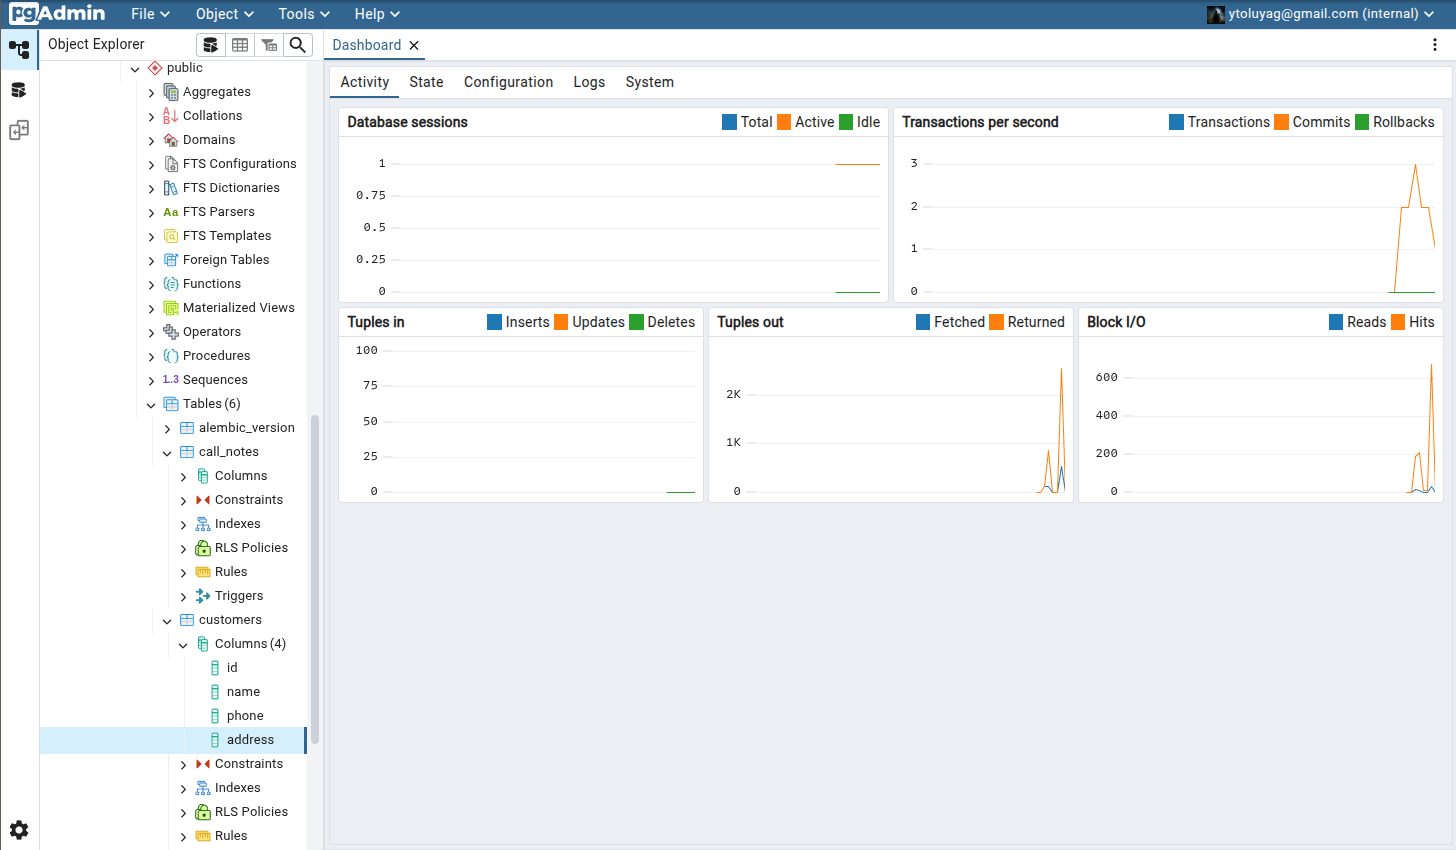 pgAdmin File Object Tools Help ytoluyag@gmail.com (internal)
Object Explorer
Dashboard
public
Aggregates
A
B
Collations
Domains
FTS Configurations
FTS Dictionaries
Aa FTS Parsers
FTS Templates
Foreign Tables
Functions
Materialized Views
Operators
Procedures
1.3 Sequences
Tables (6)
alembic_version
call_notes
Columns
Constraints
Indexes
RLS Policies
Rules
Triggers
customers
Columns (4)
id
name
phone
address
Constraints
Indexes
RLS Policies
Rules
Activity State Configuration Logs System
Database sessions Total Active Idle
1
0.75
0.5
0.25
0
Transactions per second Transactions Commits Rollbacks
3
2
1
0
Tuples in Inserts Updates Deletes
100
75
50
25
0
Tuples out Fetched Returned
2K
1K
0
Block I/O Reads Hits
600
400
200
0